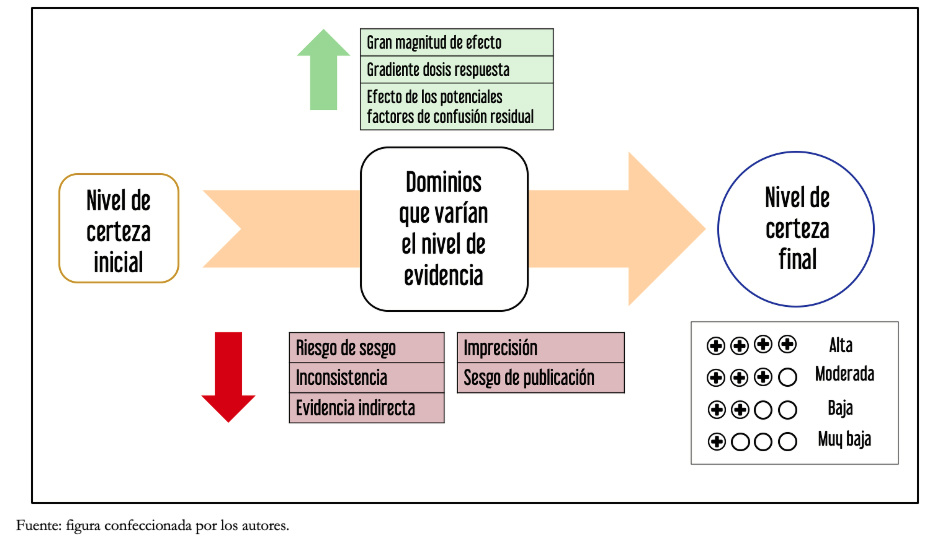 Gran magnitud de efecto
Gradiente dosis respuesta
Efecto de los potenciales
factores de confusión residual
Nivel de
certeza
inicial
Dominios
que varían
el nivel de
evidencia
Nivel de
certeza
final
Riesgo de sesgo
Inconsistencia
Evidencia indirecta
Imprecisión
Sesgo de publicación
Alta
Moderada
Baja
Muy baja
Fuente: figura confeccionada por los autores.